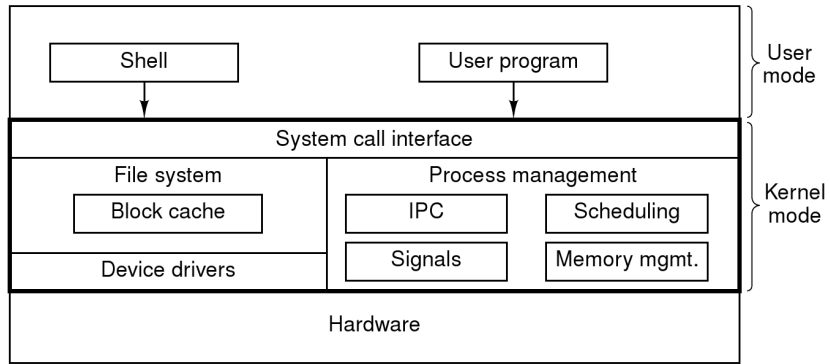 Shell
User program
User
mode
System call interface
File system
Process management
Block cache
IPC
Scheduling
Kernel
mode
Signals
Memory mgmt.
Device drivers
Hardware